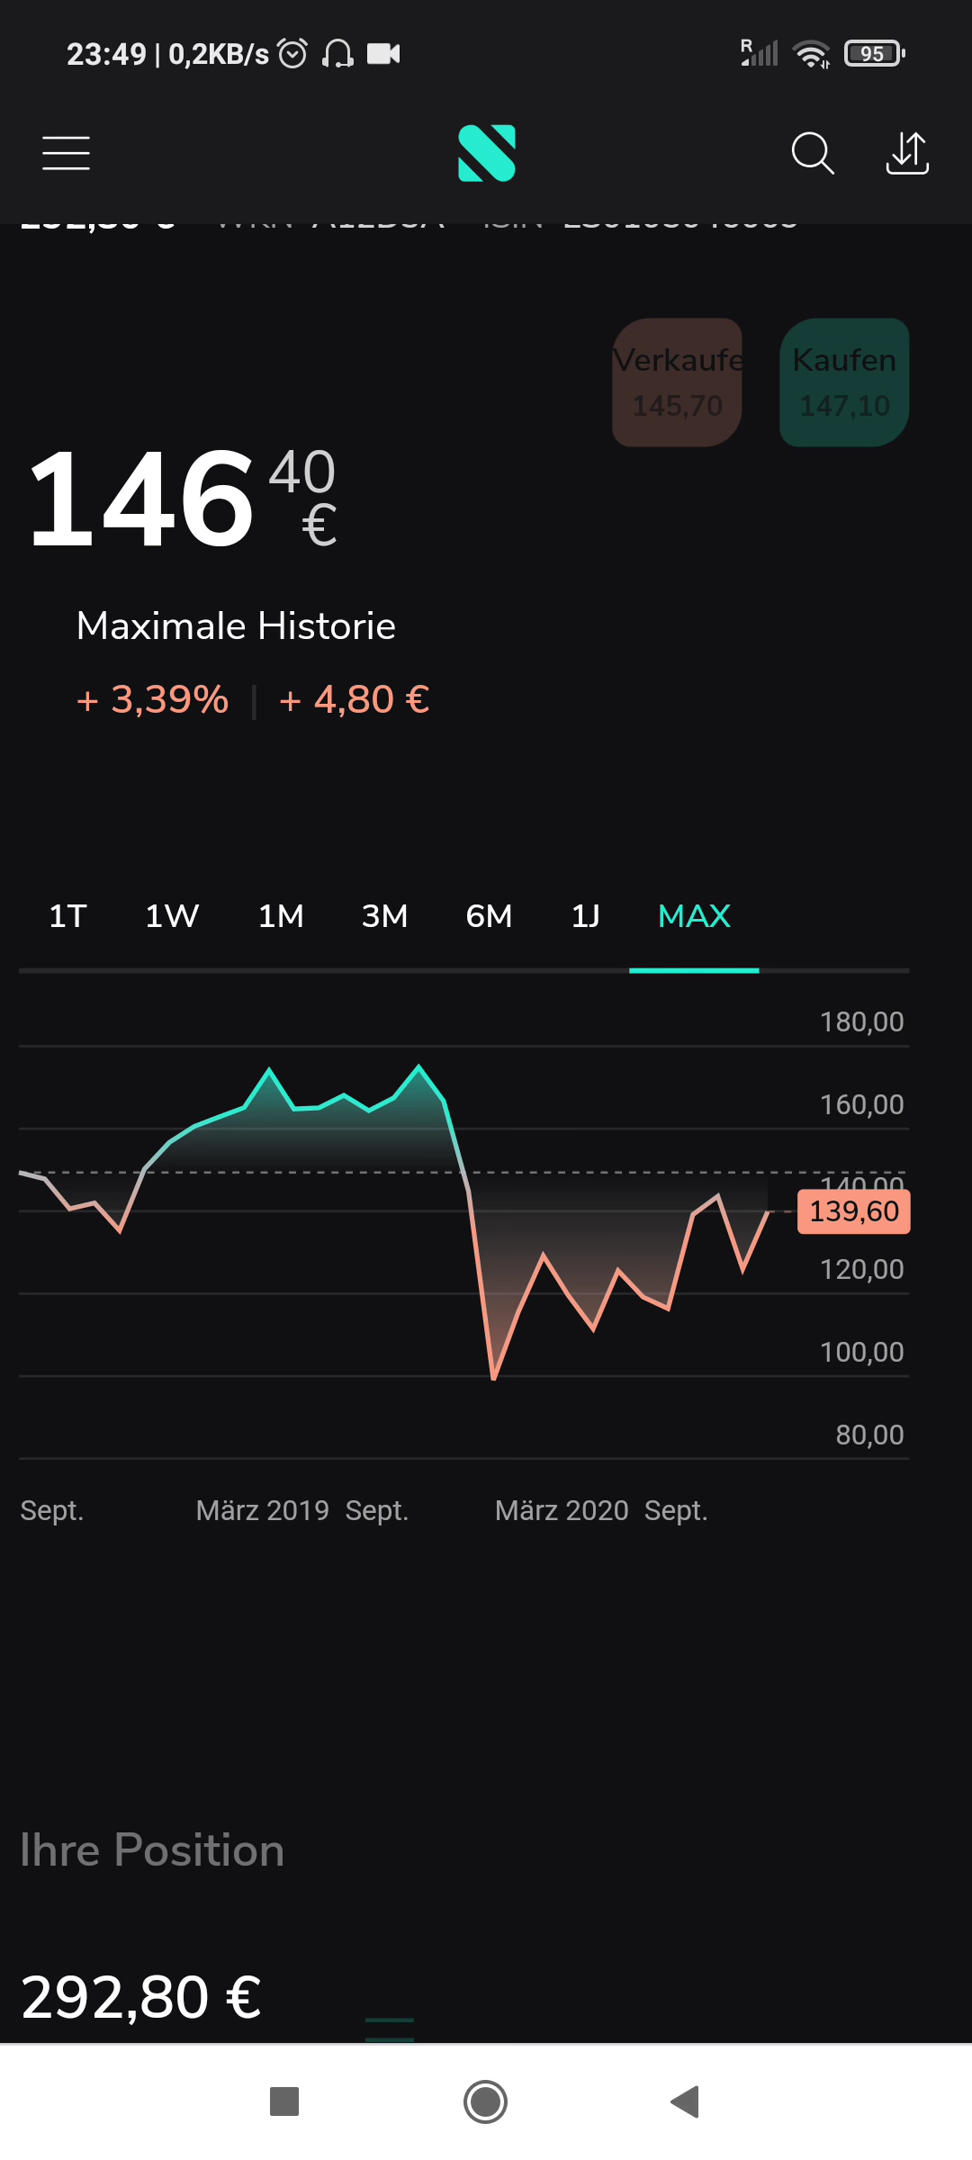 23:49 | 0,2KB/s R 95
Verkaufe Kaufen
145,70 147,10
146 40 €
Maximale Historie
+ 3,39% | + 4,80 €
1T 1W 1M 3M 6M 1J MAX
180,00
160,00
140,00
139,60
120,00
100,00
80,00
Sept. März 2019 Sept. März 2020 Sept.
Ihre Position
292,80 €